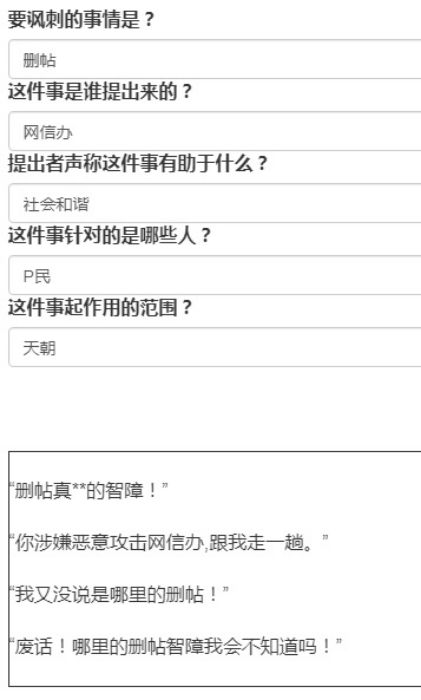 要讽刺的事情是？
删帖
这件事是谁提出来的？
网信办
提出者声称这件事有助于什么？
社会和谐
这件事针对的是哪些人？
P民
这件事起作用的范围？
天朝
“删帖真**的智障！”
“你涉嫌恶意攻击网信办,跟我走一趟。”
“我又没说是哪里的删帖！”
“废话！哪里的删帖智障我会不知道吗！”